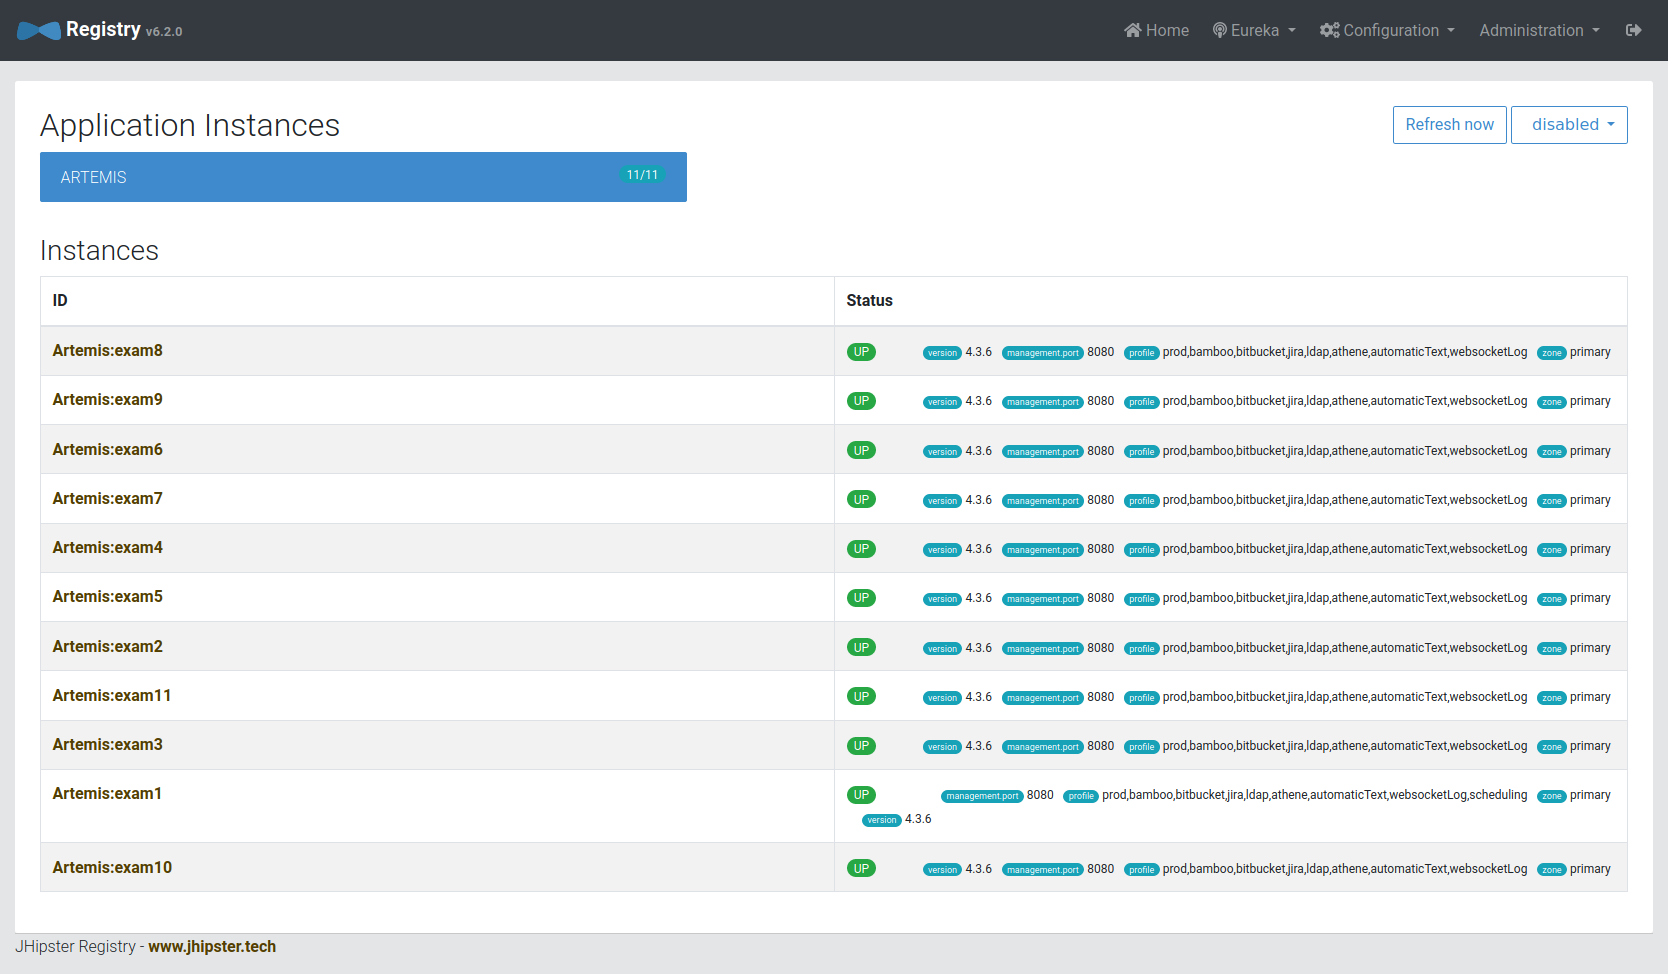 Registry v6.2.0
Home Eureka Configuration Administration
Application Instances
Refresh now disabled
ARTEMIS 11/11
Instances
ID Status
Artemis:exam8 UP version 4.3.6 management.port 8080 profile prod,bamboo,bitbucket,jira,ldap,athene,automaticText,websocketLog zone primary
Artemis:exam9 UP version 4.3.6 management.port 8080 profile prod,bamboo,bitbucket,jira,ldap,athene,automaticText,websocketLog zone primary
Artemis:exam6 UP version 4.3.6 management.port 8080 profile prod,bamboo,bitbucket,jira,ldap,athene,automaticText,websocketLog zone primary
Artemis:exam7 UP version 4.3.6 management.port 8080 profile prod,bamboo,bitbucket,jira,ldap,athene,automaticText,websocketLog zone primary
Artemis:exam4 UP version 4.3.6 management.port 8080 profile prod,bamboo,bitbucket,jira,ldap,athene,automaticText,websocketLog zone primary
Artemis:exam5 UP version 4.3.6 management.port 8080 profile prod,bamboo,bitbucket,jira,ldap,athene,automaticText,websocketLog zone primary
Artemis:exam2 UP version 4.3.6 management.port 8080 profile prod,bamboo,bitbucket,jira,ldap,athene,automaticText,websocketLog zone primary
Artemis:exam11 UP version 4.3.6 management.port 8080 profile prod,bamboo,bitbucket,jira,ldap,athene,automaticText,websocketLog zone primary
Artemis:exam3 UP version 4.3.6 management.port 8080 profile prod,bamboo,bitbucket,jira,ldap,athene,automaticText,websocketLog zone primary
Artemis:exam1 UP management.port 8080 profile prod,bamboo,bitbucket,jira,ldap,athene,automaticText,websocketLog,scheduling zone primary
version 4.3.6
Artemis:exam10 UP version 4.3.6 management.port 8080 profile prod,bamboo,bitbucket,jira,ldap,athene,automaticText,websocketLog zone primary
JHipster Registry - www.jhipster.tech